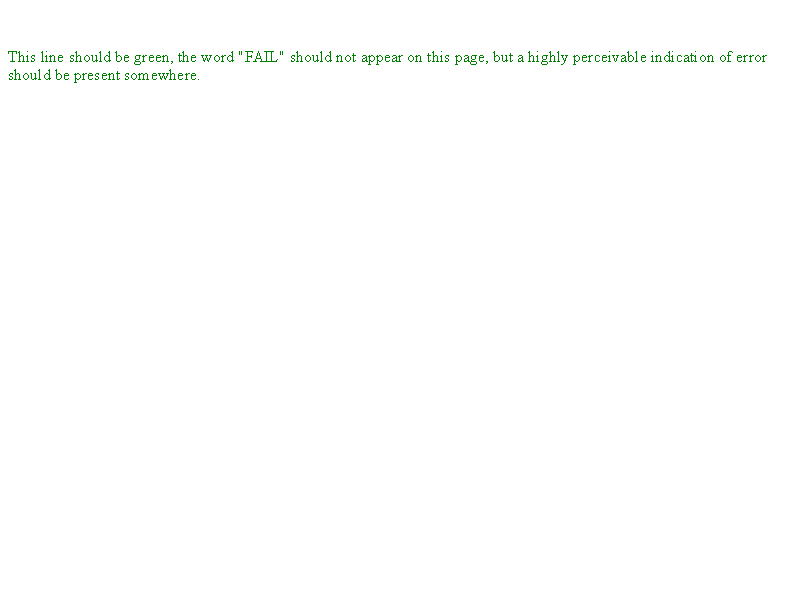 This line should be green, the word "FAIL" should not appear on this page, but a highly perceivable indication of error
should be present somewhere.